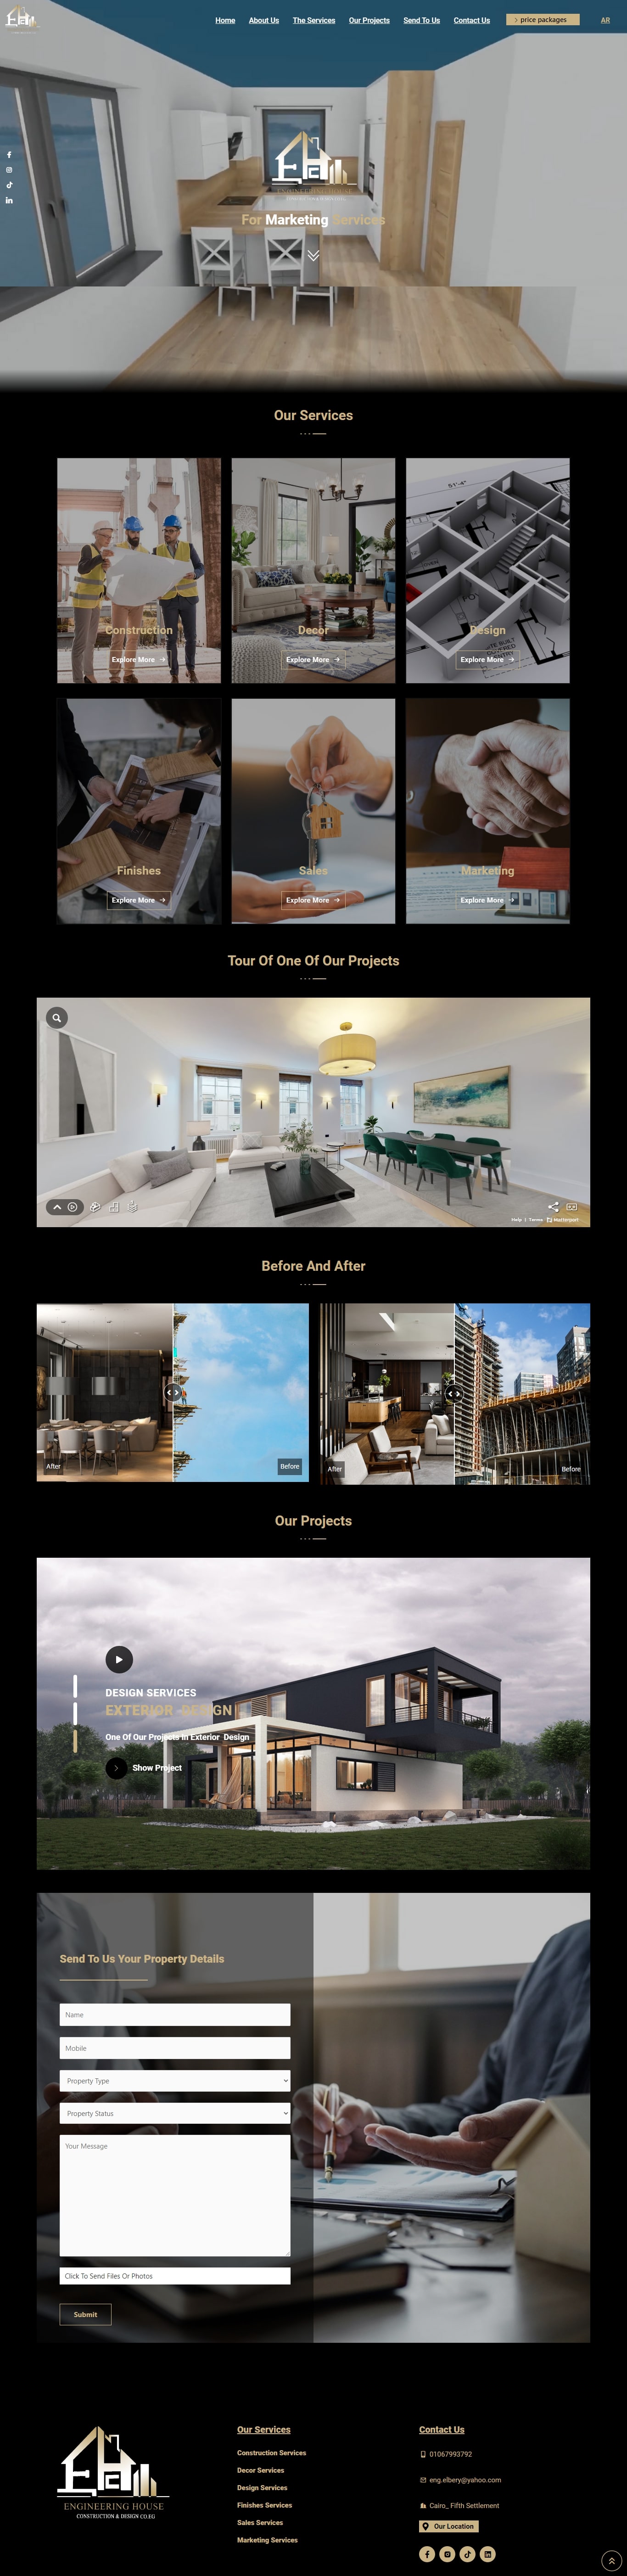 Home
About Us
The Services
Our Projects
Send To Us
Contact Us
price packages
AR
ENGINEERING HOUSE
For Marketing Services
Our Services
Construction
Explore More
Decor
Explore More
Design
Explore More
Finishes
Explore More
Sales
Explore More
Marketing
Explore More
Tour Of One Of Our Projects
Help | Terms
Matterport
Before And After
After
Before
After
Before
Our Projects
DESIGN SERVICES
EXTERIOR DESIGN
One Of Our Projects In Exterior Design
Show Project
Send To Us Your Property Details
Name
Mobile
Property Type
Property Status
Your Message
Click To Send Files Or Photos
Submit
ENGINEERING HOUSE
CONSTRUCTION & DESIGN CO.EG
Our Services
Construction Services
Decor Services
Design Services
Finishes Services
Sales Services
Marketing Services
Contact Us
01067993792
eng.elbery@yahoo.com
Cairo_ Fifth Settlement
Our Location